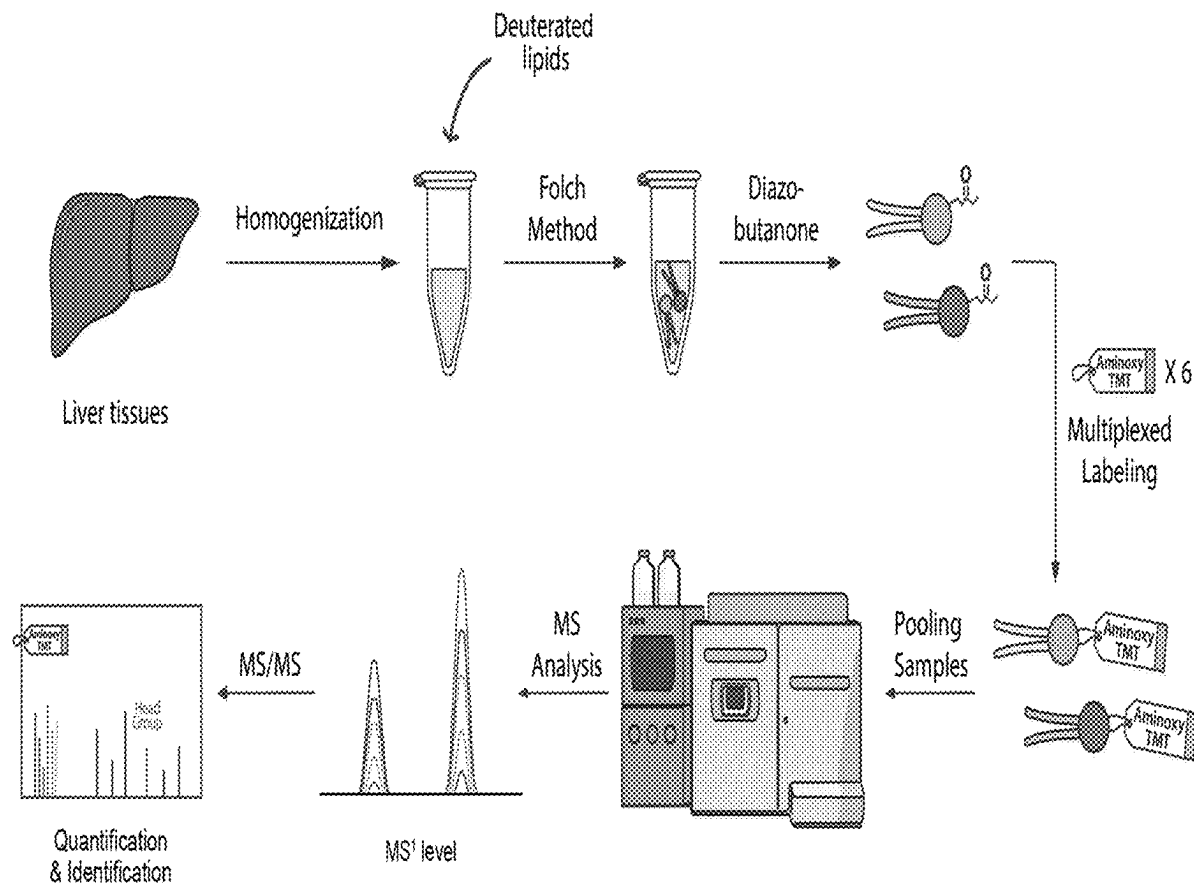 Deuterated
lipids
Homogenization
Folch
Method
Diazo-
butanone
Liver tissues
Aminoxy
TMT
X 6
Multiplexed
Labeling
Aminoxy
TMT
Aminoxy
TMT
Pooling
Samples
MS
Analysis
MS/MS
Aminoxy
TMT
Head
Group
MS¹ level
Quantification
& Identification
O
O